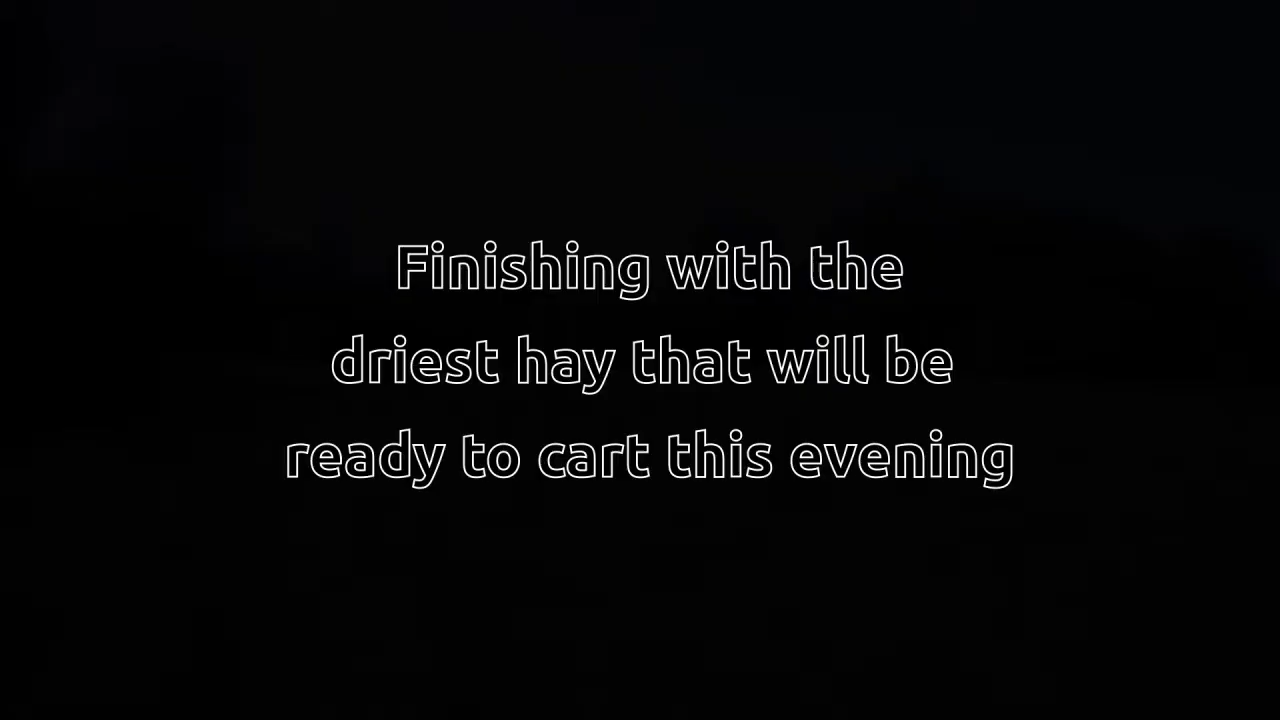 Finishing with the
driest hay that will be
ready to cart this evening